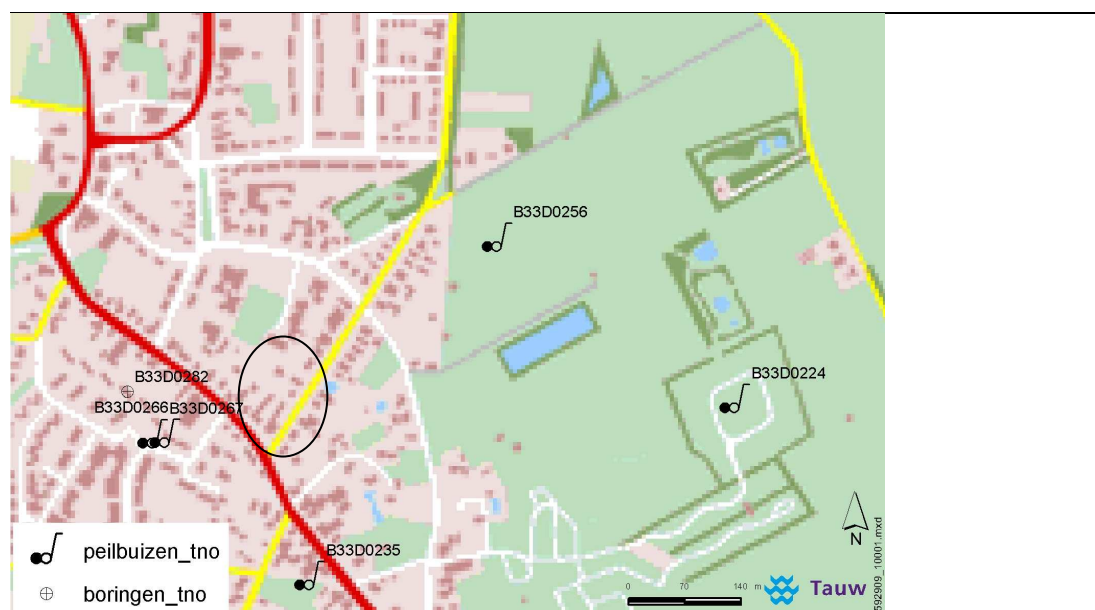 B33D0256
B33D0282
B33D0224
B33D0266 B33D0267
B33D0235
peilbuizen_tno
boringen_tno
0 70 140 m
Tauw
N
592909_10001.mxd